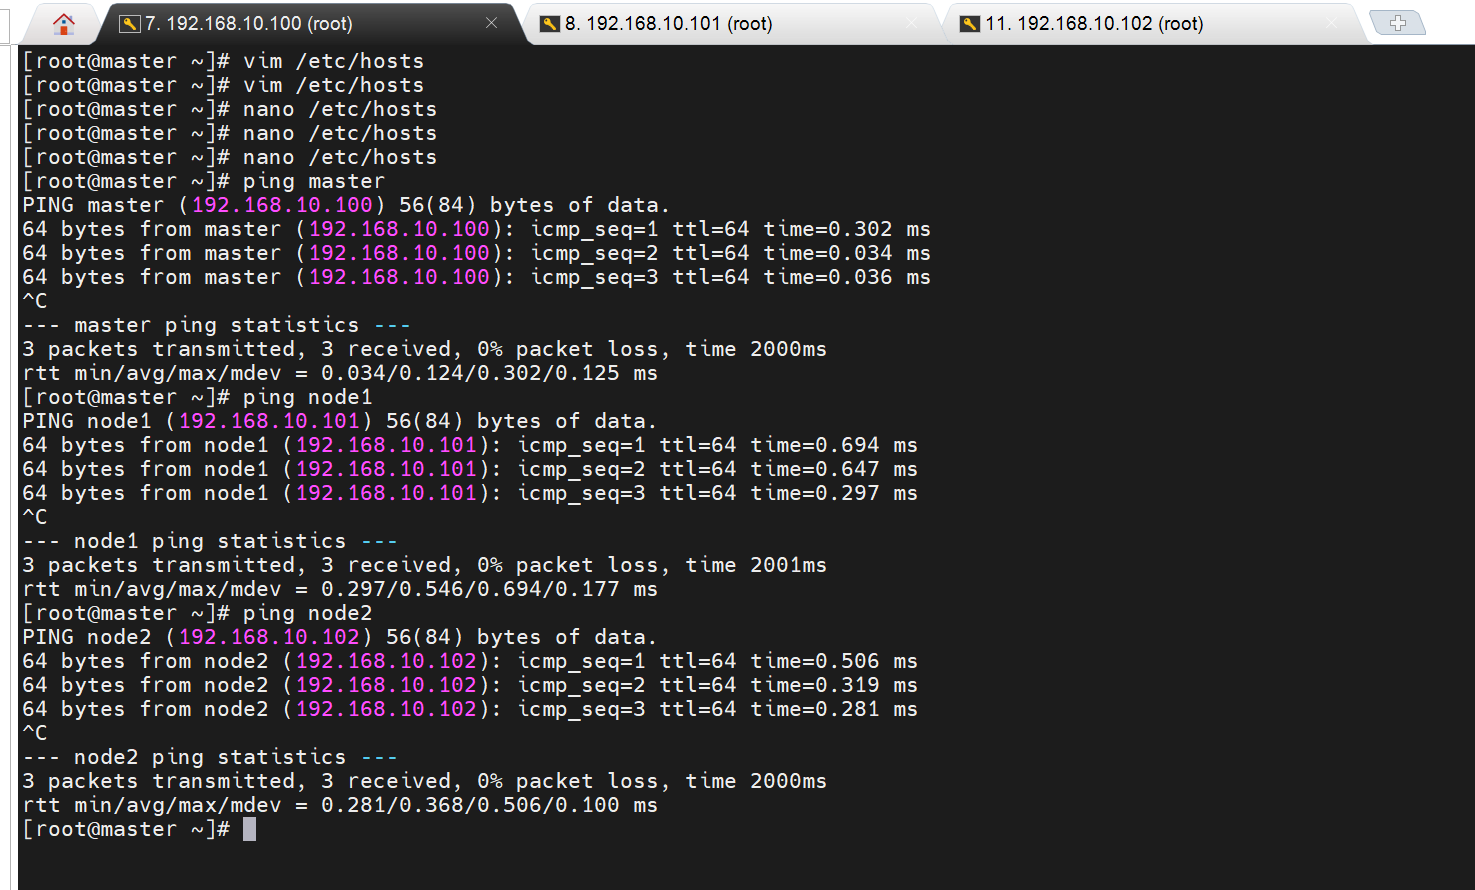 7. 192.168.10.100 (root)
8. 192.168.10.101 (root)
11. 192.168.10.102 (root)
[root@master ~]# vim /etc/hosts
[root@master ~]# vim /etc/hosts
[root@master ~]# nano /etc/hosts
[root@master ~]# nano /etc/hosts
[root@master ~]# nano /etc/hosts
[root@master ~]# ping master
PING master (192.168.10.100) 56(84) bytes of data.
64 bytes from master (192.168.10.100): icmp_seq=1 ttl=64 time=0.302 ms
64 bytes from master (192.168.10.100): icmp_seq=2 ttl=64 time=0.034 ms
64 bytes from master (192.168.10.100): icmp_seq=3 ttl=64 time=0.036 ms
^C
--- master ping statistics ---
3 packets transmitted, 3 received, 0% packet loss, time 2000ms
rtt min/avg/max/mdev = 0.034/0.124/0.302/0.125 ms
[root@master ~]# ping node1
PING node1 (192.168.10.101) 56(84) bytes of data.
64 bytes from node1 (192.168.10.101): icmp_seq=1 ttl=64 time=0.694 ms
64 bytes from node1 (192.168.10.101): icmp_seq=2 ttl=64 time=0.647 ms
64 bytes from node1 (192.168.10.101): icmp_seq=3 ttl=64 time=0.297 ms
^C
--- node1 ping statistics ---
3 packets transmitted, 3 received, 0% packet loss, time 2001ms
rtt min/avg/max/mdev = 0.297/0.546/0.694/0.177 ms
[root@master ~]# ping node2
PING node2 (192.168.10.102) 56(84) bytes of data.
64 bytes from node2 (192.168.10.102): icmp_seq=1 ttl=64 time=0.506 ms
64 bytes from node2 (192.168.10.102): icmp_seq=2 ttl=64 time=0.319 ms
64 bytes from node2 (192.168.10.102): icmp_seq=3 ttl=64 time=0.281 ms
^C
--- node2 ping statistics ---
3 packets transmitted, 3 received, 0% packet loss, time 2000ms
rtt min/avg/max/mdev = 0.281/0.368/0.506/0.100 ms
[root@master ~]#